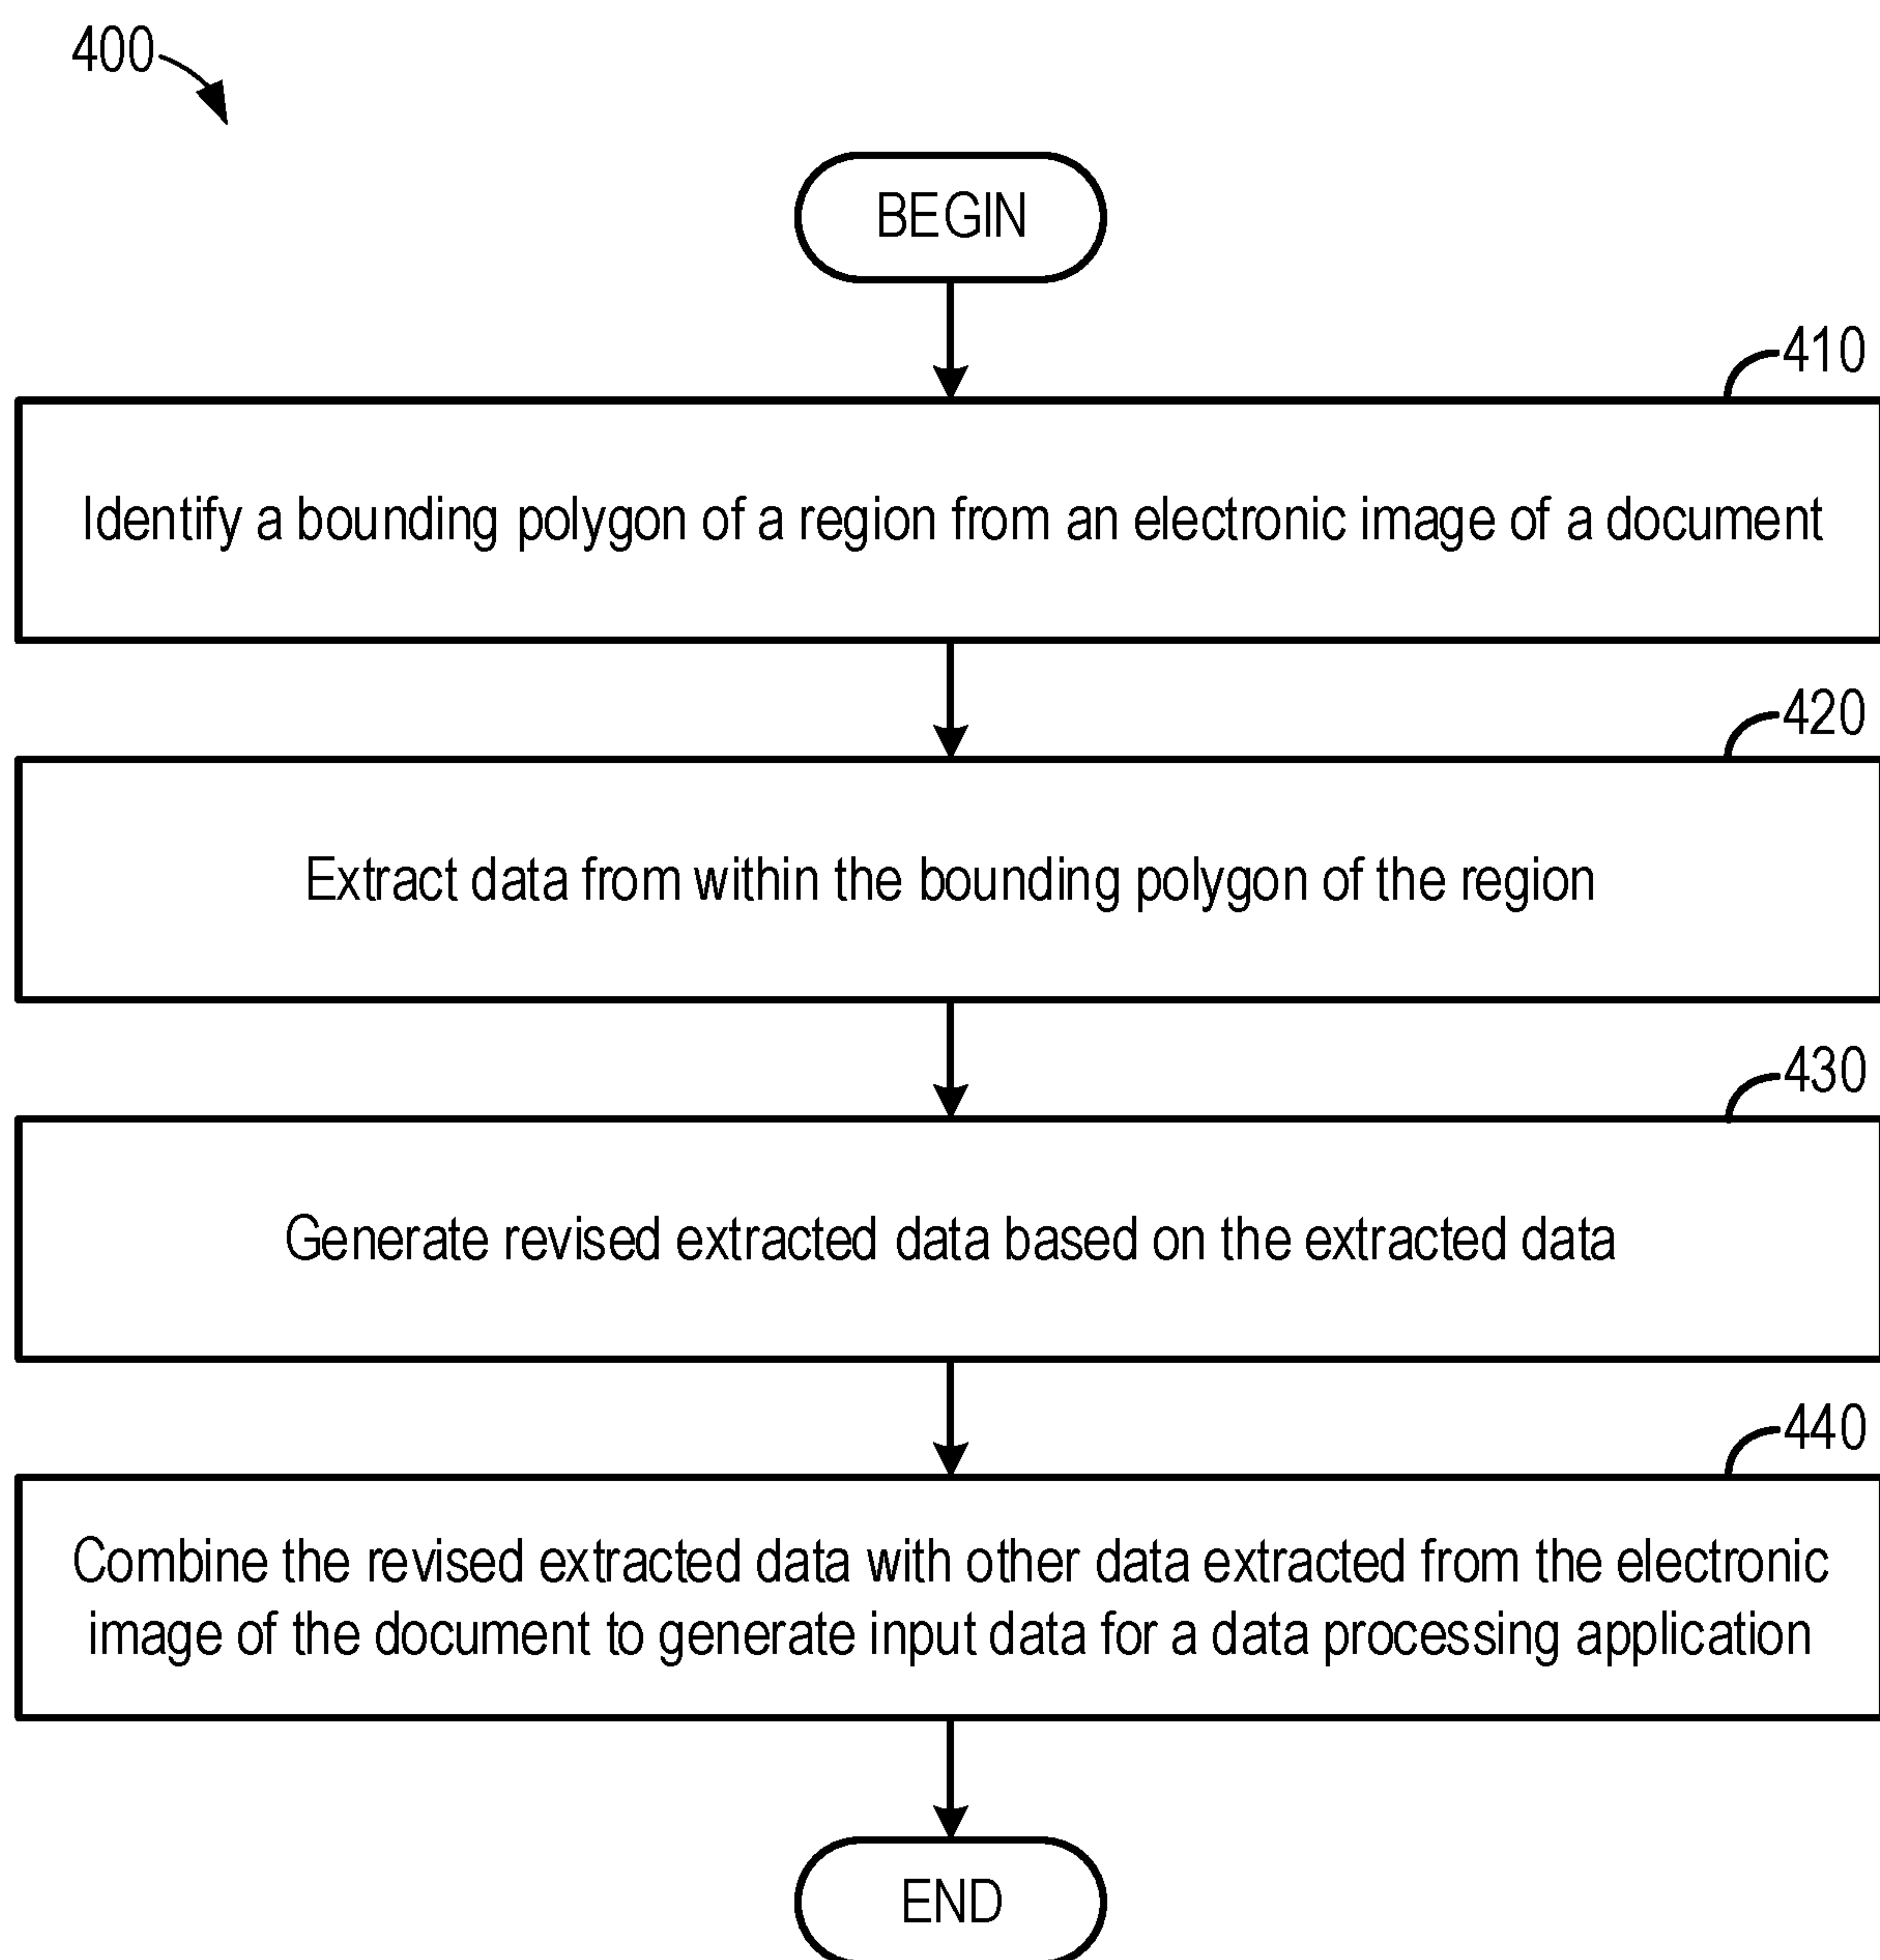 400
BEGIN
410
Identify a bounding polygon of a region from an electronic image of a document
420
Extract data from within the bounding polygon of the region
430
Generate revised extracted data based on the extracted data
440
Combine the revised extracted data with other data extracted from the electronic
image of the document to generate input data for a data processing application
END